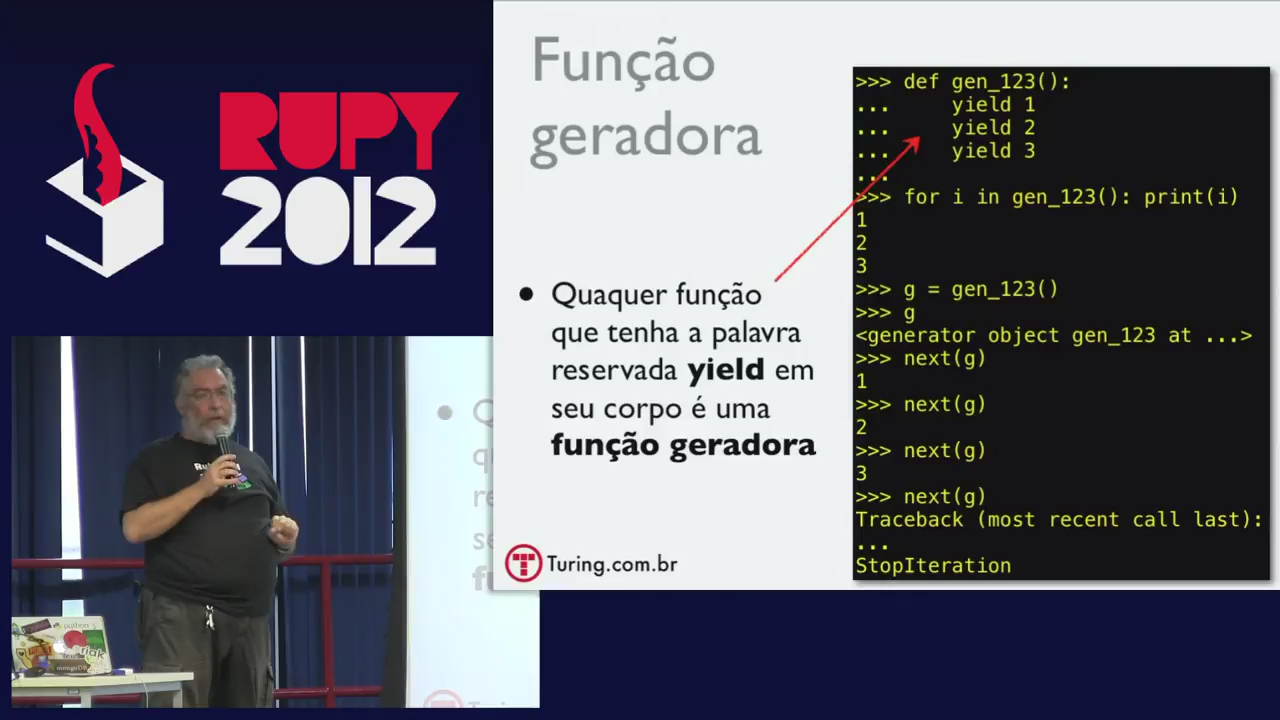 RUPY
2012
Função
geradora
Quaquer função
que tenha a palavra
reservada yield em
seu corpo é uma
função geradora
Turing.com.br
>>> def gen_123():
...     yield 1
...     yield 2
...     yield 3
...
>>> for i in gen_123(): print(i)
1
2
3
>>> g = gen_123()
>>> g
<generator object gen_123 at ...>
>>> next(g)
1
>>> next(g)
2
>>> next(g)
3
>>> next(g)
Traceback (most recent call last):
...
StopIteration
python
mongoDB